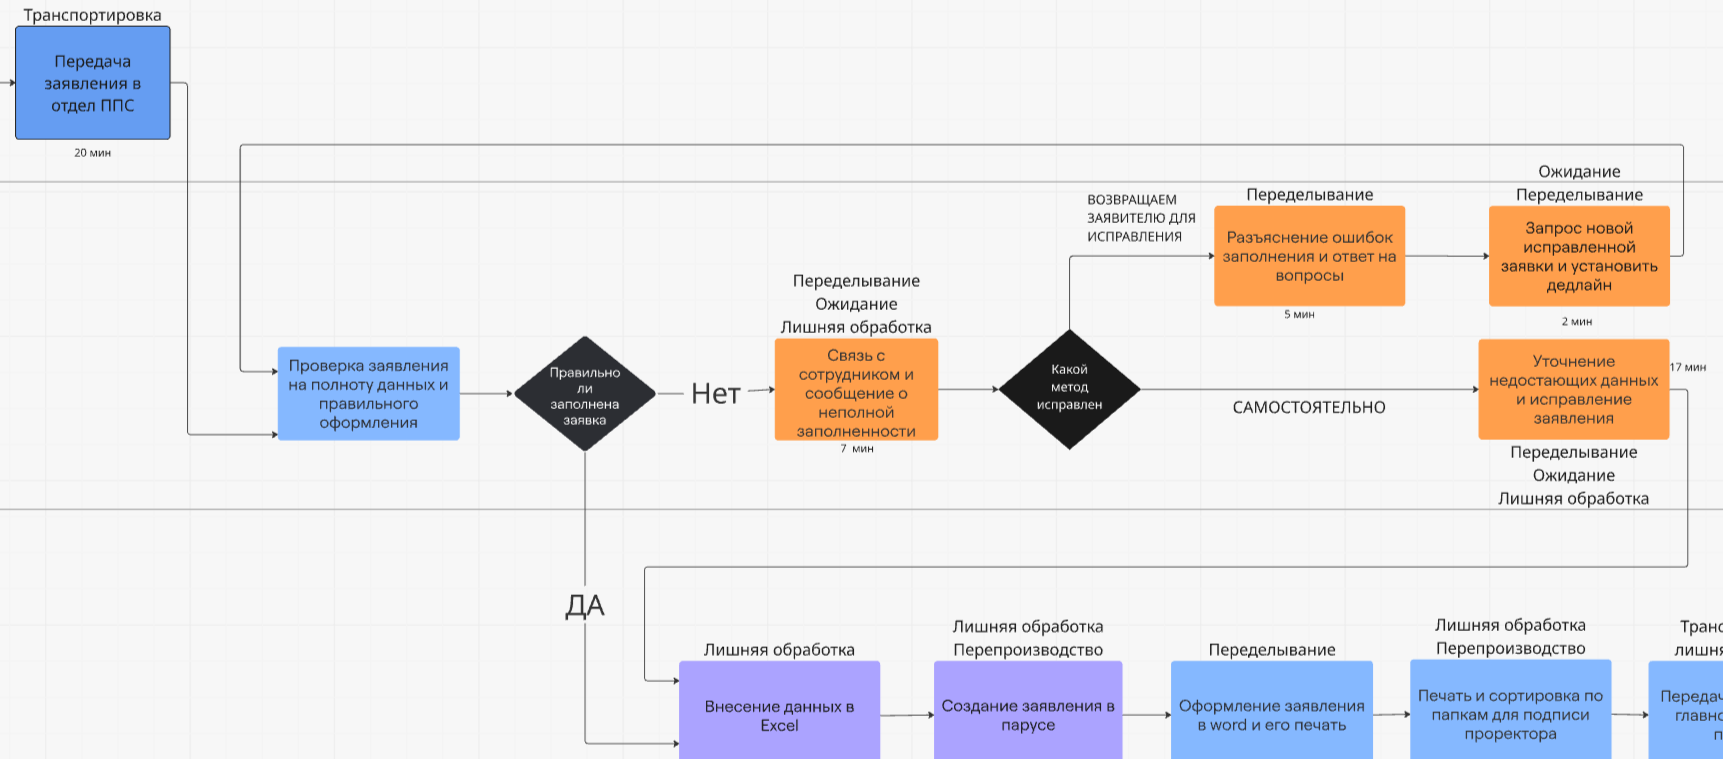 Транспортировка
Передача
заявления в
отдел ППС
20 мин
Проверка заявления
на полноту данных и
правильного
оформления
Правильно
ли
заполнена
заявка
Нет
Переделывание
Ожидание
Лишняя обработка
Связь с
сотрудником и
сообщение о
неполной
заполненности
7 мин
Какой
метод
исправлен
ВОЗВРАЩАЕМ
ЗАЯВИТЕЛЮ ДЛЯ
ИСПРАВЛЕНИЯ
Переделывание
Разъяснение ошибок
заполнения и ответ на
вопросы
5 мин
Ожидание
Переделывание
Запрос новой
исправленной
заявки и установить
дедлайн
2 мин
САМОСТОЯТЕЛЬНО
Уточнение
недостающих данных
и исправление
заявления
17 мин
Переделывание
Ожидание
Лишняя обработка
ДА
Лишняя обработка
Внесение данных в
Excel
Лишняя обработка
Перепроизводство
Создание заявления в
парусе
Переделывание
Оформление заявления
в word и его печать
Лишняя обработка
Перепроизводство
Печать и сортировка по
папкам для подписи
проректора